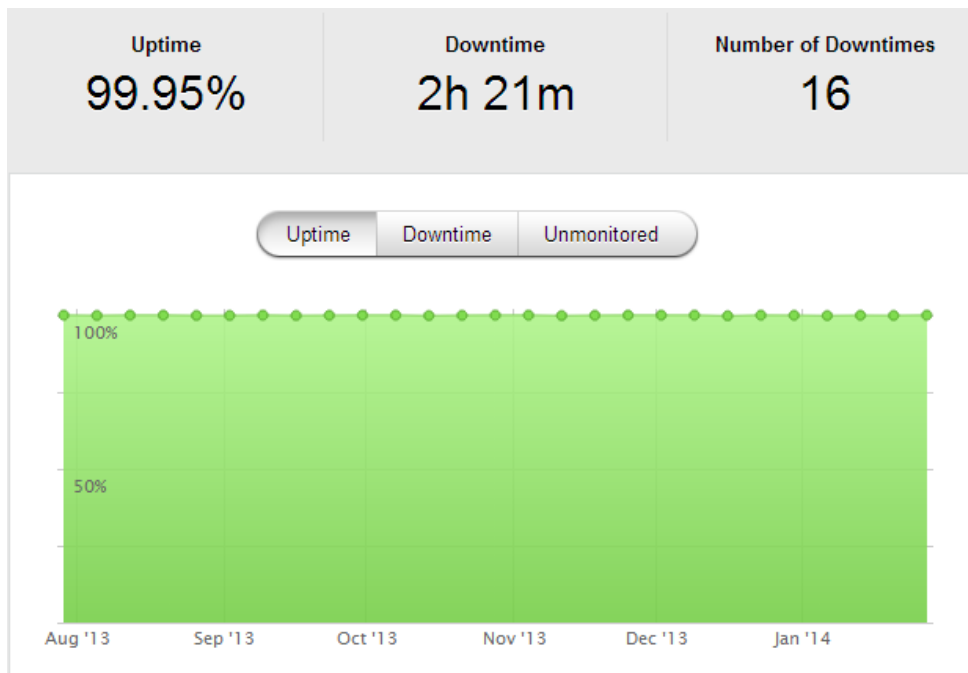 Uptime Downtime Number of Downtimes
99.95% 2h 21m 16
Uptime Downtime Unmonitored
100%
50%
Aug '13 Sep '13 Oct '13 Nov '13 Dec '13 Jan '14